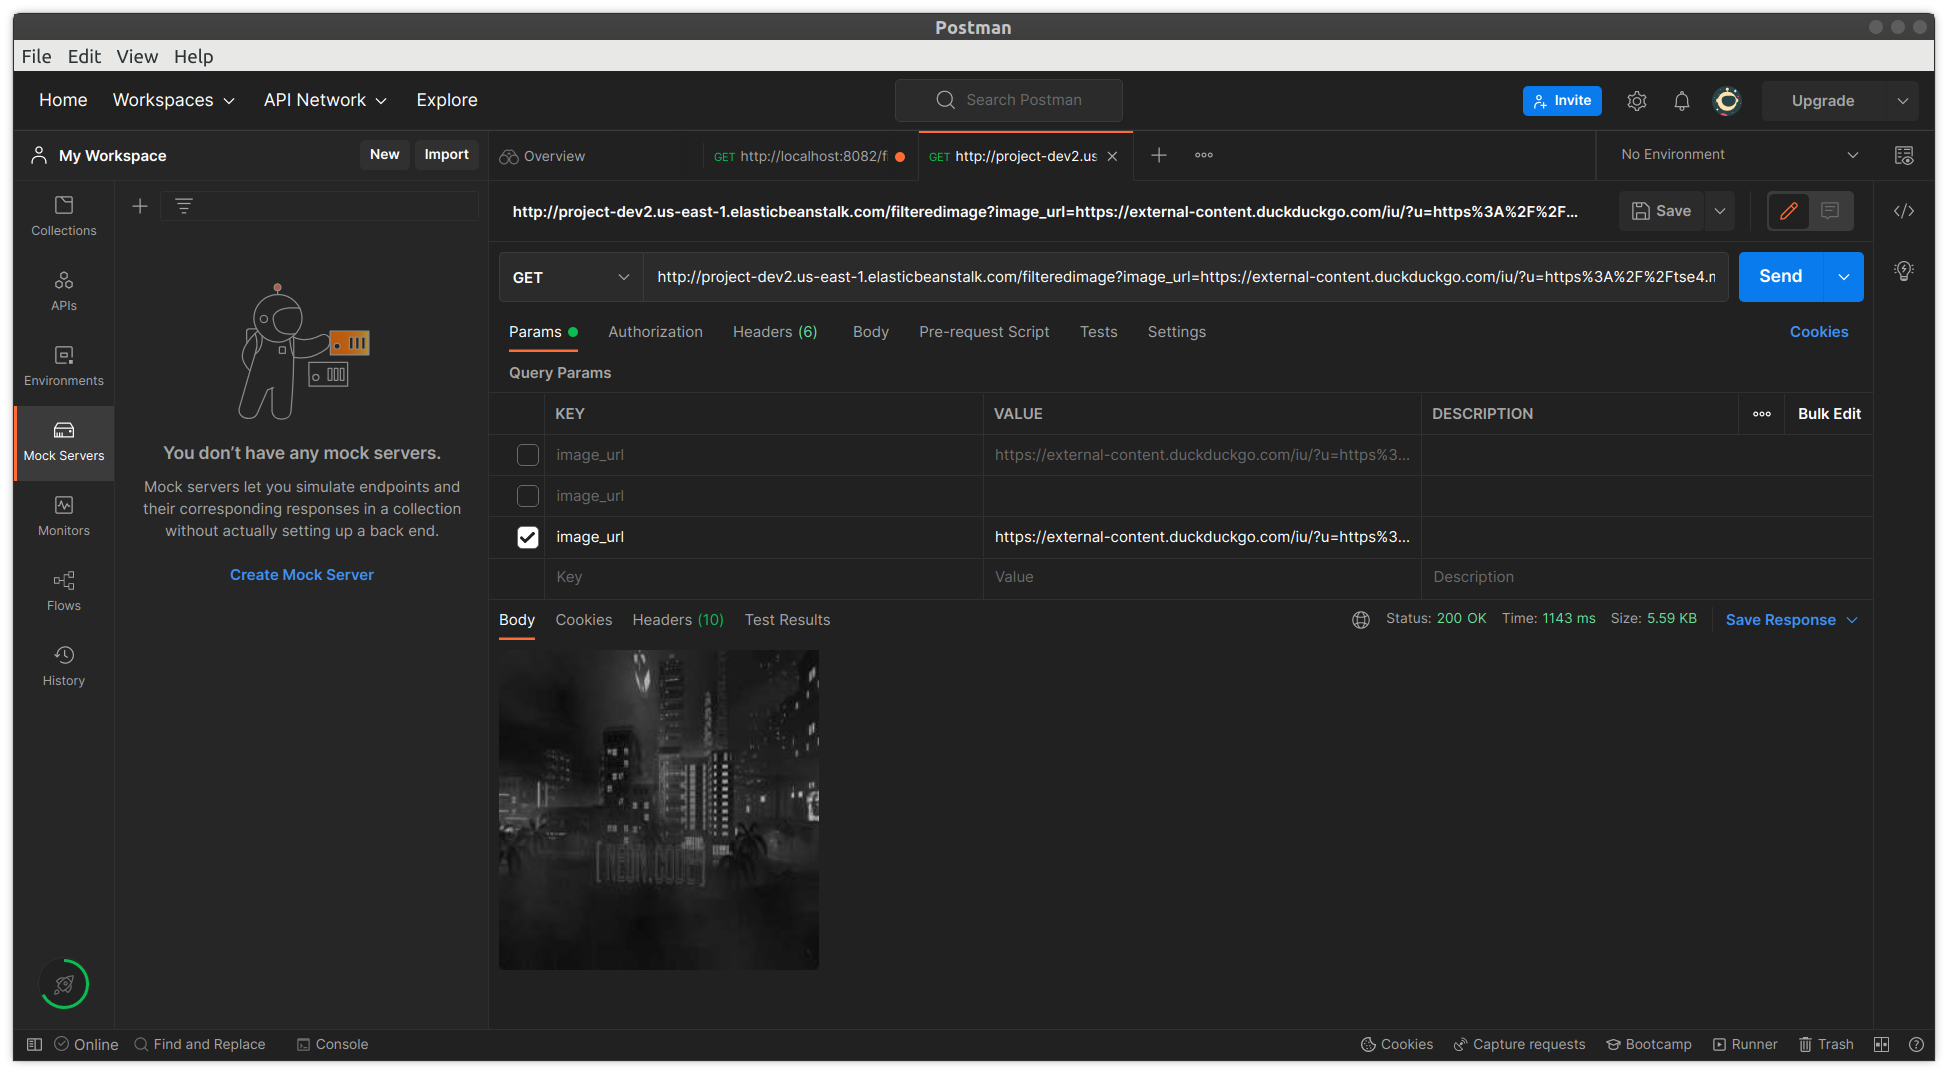 Postman
File Edit View Help
Home Workspaces API Network Explore Search Postman Invite Upgrade
My Workspace New Import Overview GET http://localhost:8082/fi GET http://project-dev2.us No Environment
http://project-dev2.us-east-1.elasticbeanstalk.com/filteredimage?image_url=https://external-content.duckduckgo.com/iu/?u=https%3A%2F%2F... Save
GET http://project-dev2.us-east-1.elasticbeanstalk.com/filteredimage?image_url=https://external-content.duckduckgo.com/iu/?u=https%3A%2F%2Ftse4.m Send
Params Authorization Headers (6) Body Pre-request Script Tests Settings Cookies
Query Params
KEY VALUE DESCRIPTION Bulk Edit
image_url https://external-content.duckduckgo.com/iu/?u=https%3...
image_url
image_url https://external-content.duckduckgo.com/iu/?u=https%3...
Key Value Description
Body Cookies Headers (10) Test Results Status: 200 OK Time: 1143 ms Size: 5.59 KB Save Response
Collections
APIs
Environments
Mock Servers
Monitors
Flows
History
You don't have any mock servers.
Mock servers let you simulate endpoints and
their corresponding responses in a collection
without actually setting up a back end.
Create Mock Server
Online Find and Replace Console Cookies Capture requests Bootcamp Runner Trash